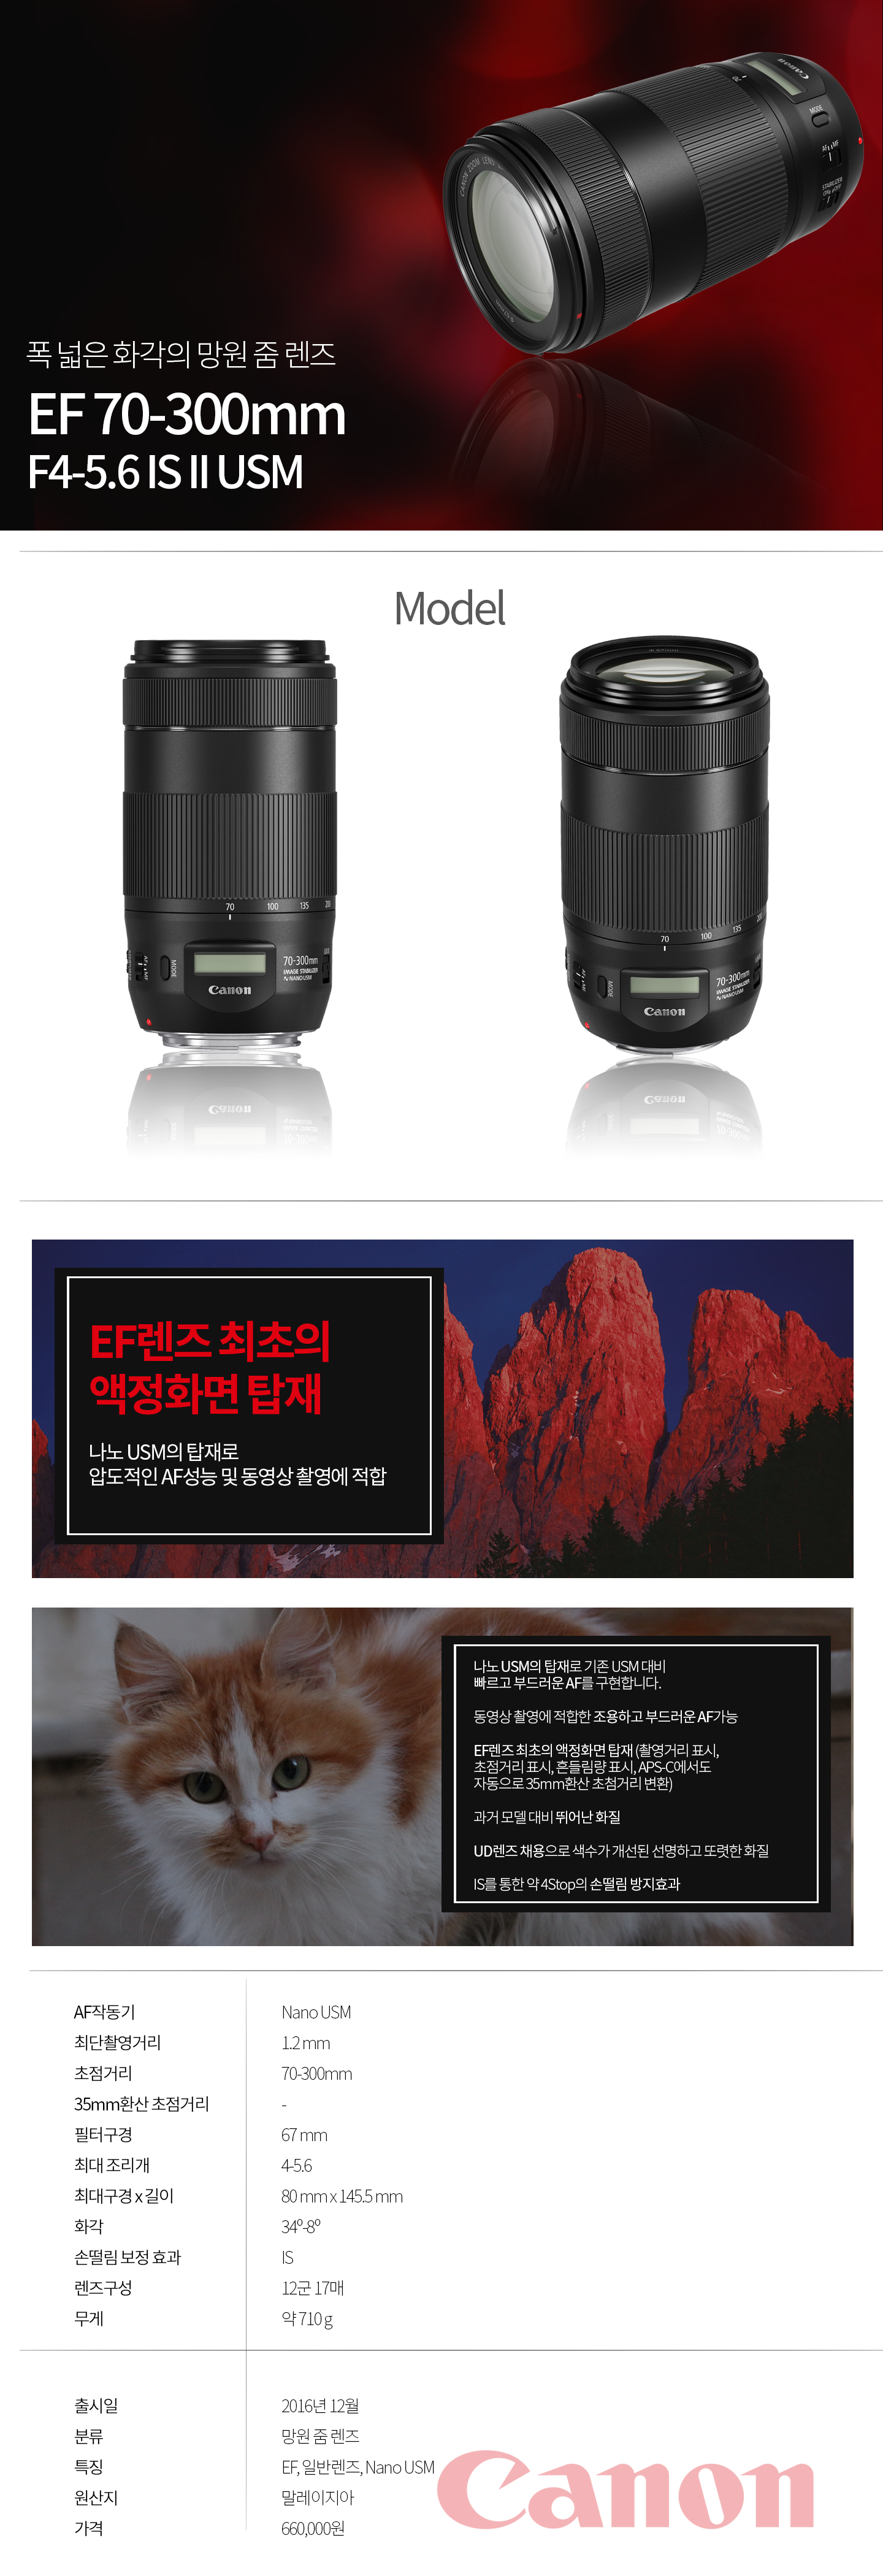 CANON ZOOM LENS
70
Canon
MODE
AF MF
STABILIZER
폭 넓은 화각의 망원 줌 렌즈
EF 70-300mm
F4-5.6 IS II USM
Model
70 100 135 200
AF MF
MODE
70-300mm
IMAGE STABILIZER
NANO USM
Canon
70 100 135 200
MODE
70-300mm
IMAGE STABILIZER
NANO USM
Canon
EF렌즈 최초의
액정화면 탑재
나노 USM의 탑재로
압도적인 AF성능 및 동영상 촬영에 적합
나노 USM의 탑재로 기존 USM 대비
빠르고 부드러운 AF를 구현합니다.
동영상 촬영에 적합한 조용하고 부드러운 AF가능
EF렌즈 최초의 액정화면 탑재 (촬영거리 표시,
초점거리 표시, 흔들림량 표시, APS-C에서도
자동으로 35mm환산 초첨거리 변환)
과거 모델 대비 뛰어난 화질
UD렌즈 채용으로 색수가 개선된 선명하고 또렷한 화질
IS를 통한 약 4Stop의 손떨림 방지효과
AF작동기 Nano USM
최단촬영거리 1.2 mm
초점거리 70-300mm
35mm환산 초점거리 -
필터구경 67 mm
최대 조리개 4-5.6
최대구경 x 길이 80 mm x 145.5 mm
화각 34º-8º
손떨림 보정 효과 IS
렌즈구성 12군 17매
무게 약 710 g
출시일 2016년 12월
분류 망원 줌 렌즈
특징 EF, 일반렌즈, Nano USM
원산지 말레이지아
가격 660,000원
Canon